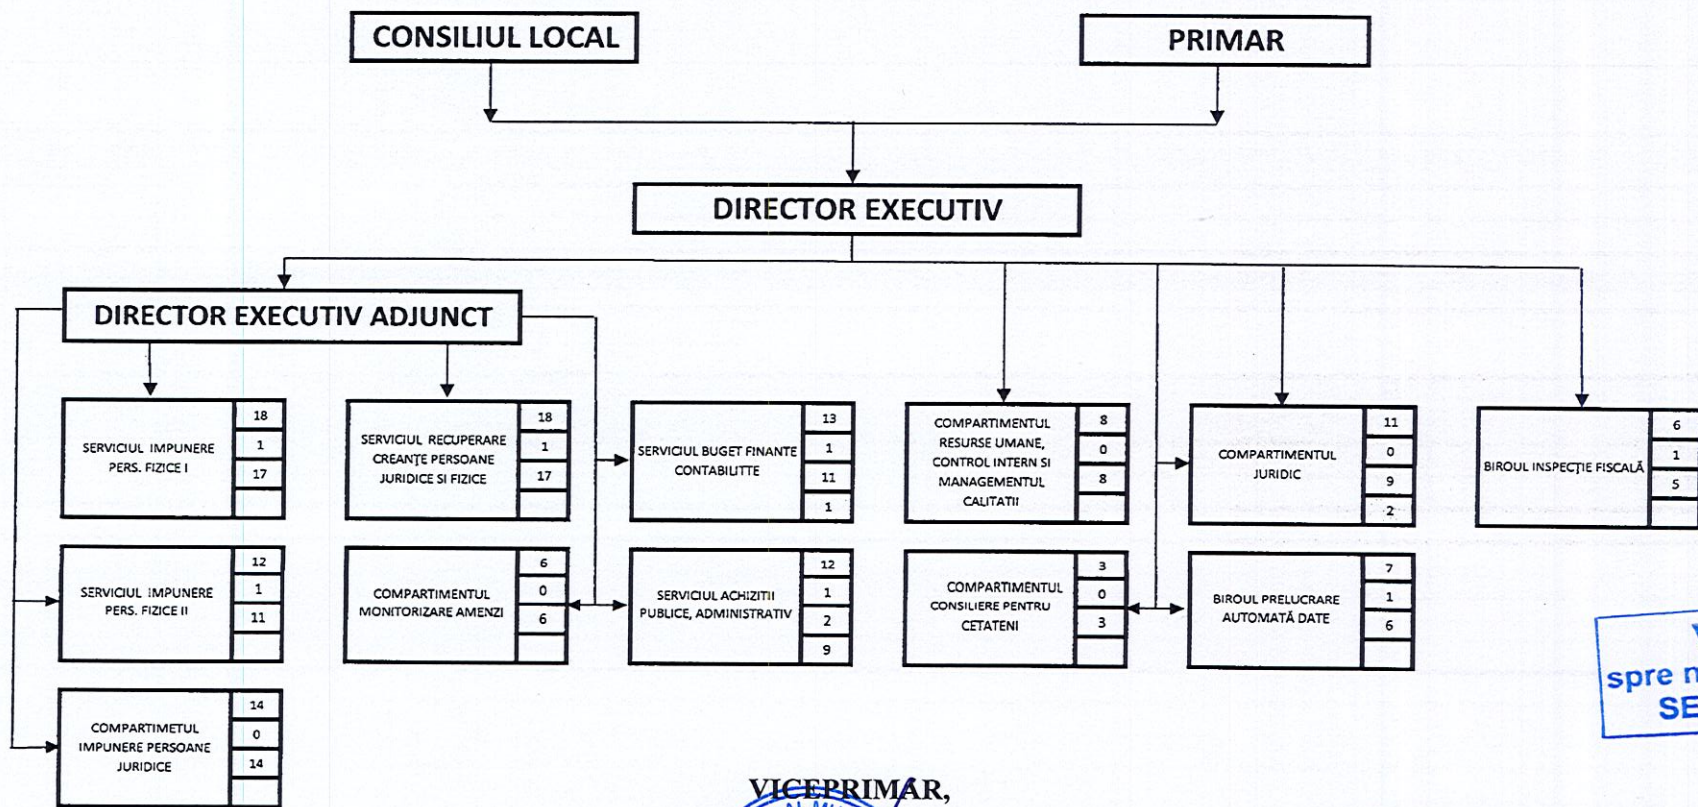 CONSILIUL LOCAL
PRIMAR
DIRECTOR EXECUTIV
DIRECTOR EXECUTIV ADJUNCT
SERVICIUL IMPUNERE
PERS. FIZICE I
18
1
17
SERVICIUL RECUPERARE
CREANȚE PERSOANE
JURIDICE SI FIZICE
18
1
17
SERVICIUL BUGET FINANTE
CONTABILITTE
13
1
11
1
COMPARTIMENTUL
RESURSE UMANE,
CONTROL INTERN SI
MANAGEMENTUL
CALITATII
8
0
8
COMPARTIMENTUL
JURIDIC
11
0
9
2
BIROUL INSPECȚIE FISCALĂ
6
1
5
SERVICIUL IMPUNERE
PERS. FIZICE II
12
1
11
COMPARTIMENTUL
MONITORIZARE AMENZI
6
0
6
SERVICIUL ACHIZITII
PUBLICE, ADMINISTRATIV
12
1
2
9
COMPARTIMENTUL
CONSILIERE PENTRU
CETATENI
3
0
3
BIROUL PRELUCRARE
AUTOMATĂ DATE
7
1
6
COMPARTIMETUL
IMPUNERE PERSOANE
JURIDICE
14
0
14
spre
SE
VICEPRIMAR,